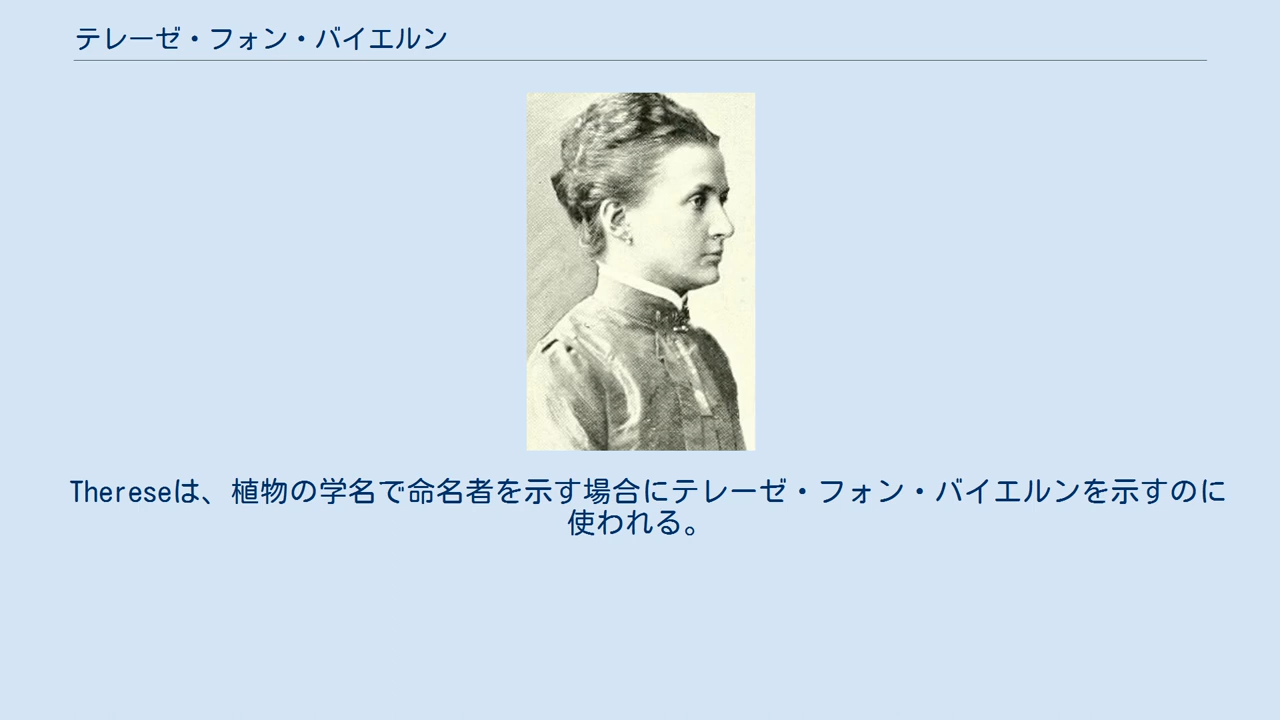 テレーゼ・フォン・バイエルン
Thereseは、植物の学名で命名者を示す場合にテレーゼ・フォン・バイエルンを示すのに
使われる。